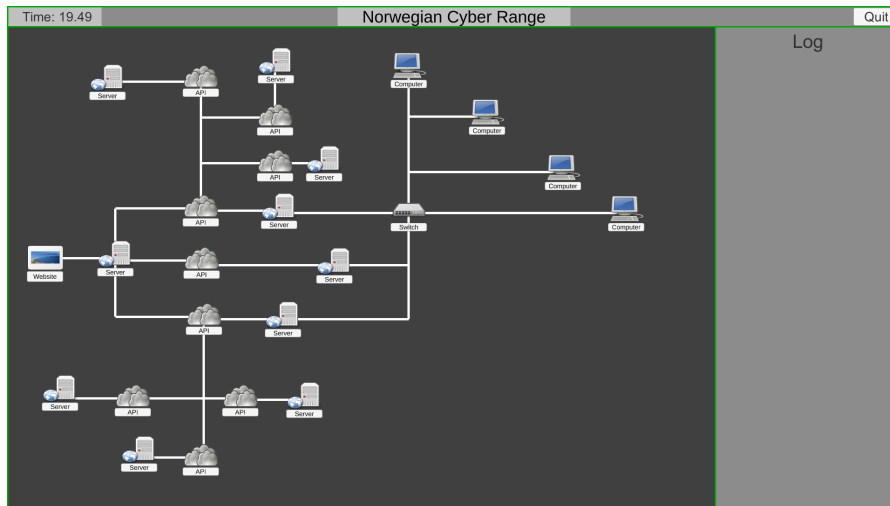 Time: 19.49
Norwegian Cyber Range
Quit
Log
Server
API
Server
Computer
API
Computer
API
Server
Computer
API
Server
Switch
Computer
Website
Server
API
Server
API
Server
Server
API
API
Server
Server
API